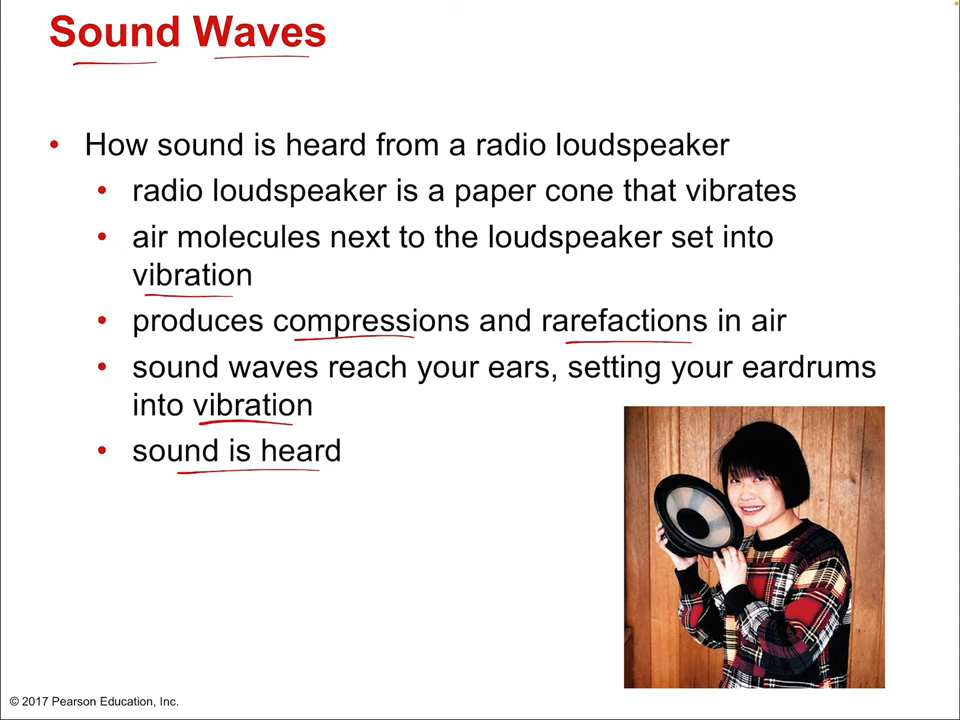 Sound Waves
• How sound is heard from a radio loudspeaker
• radio loudspeaker is a paper cone that vibrates
• air molecules next to the loudspeaker set into
vibration
• produces compressions and rarefactions in air
• sound waves reach your ears, setting your eardrums
into vibration
• sound is heard
© 2017 Pearson Education, Inc.